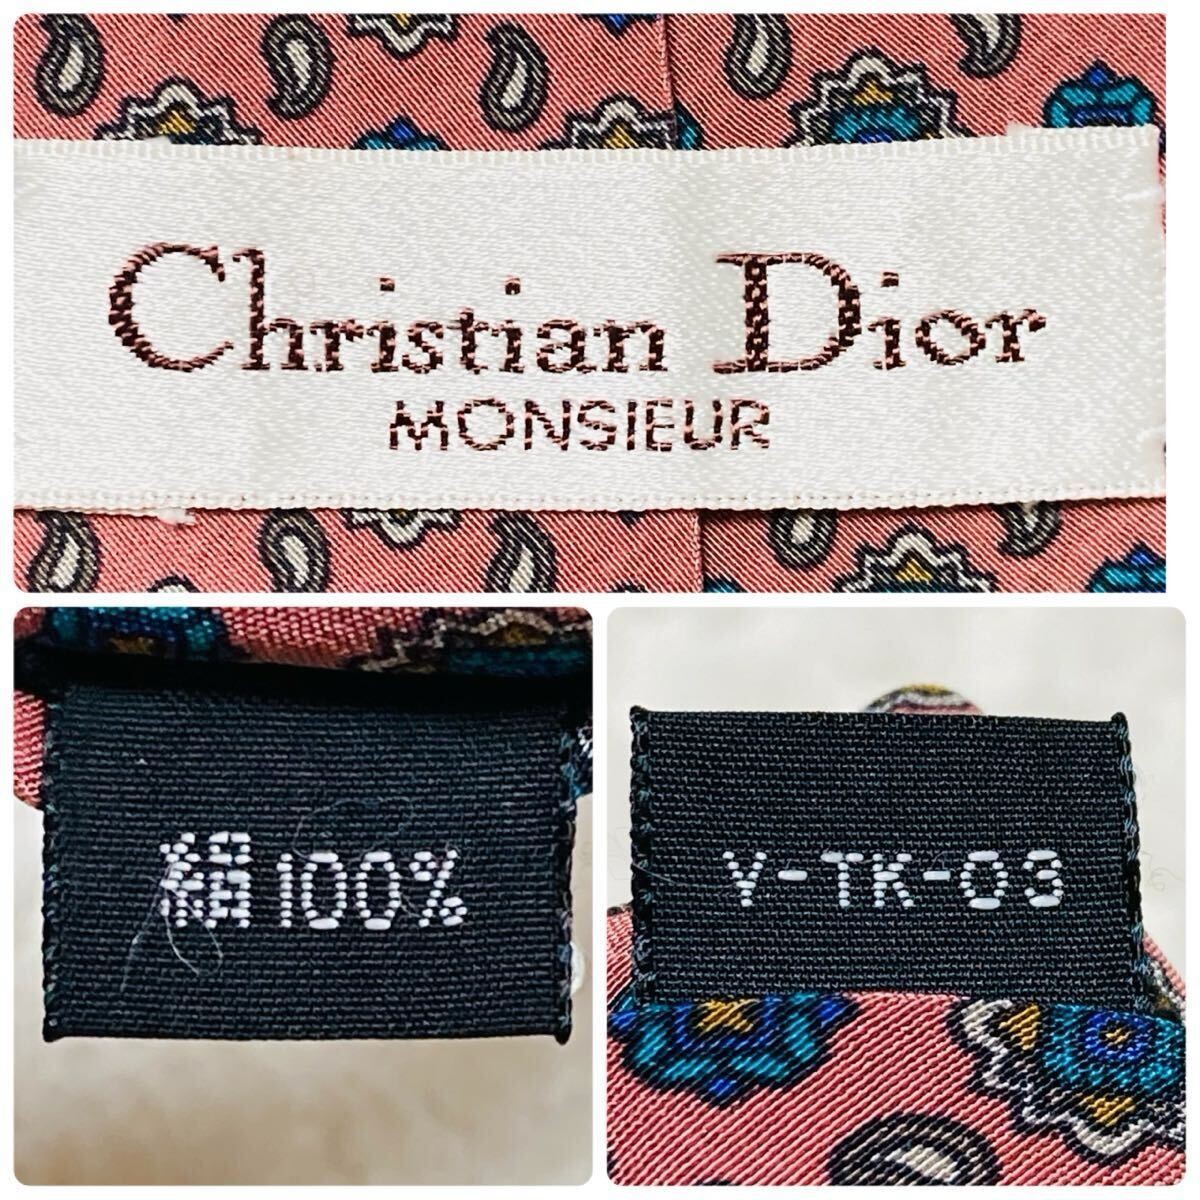 Christian Dior
MONSIEUR
絹100%
V-TK-03